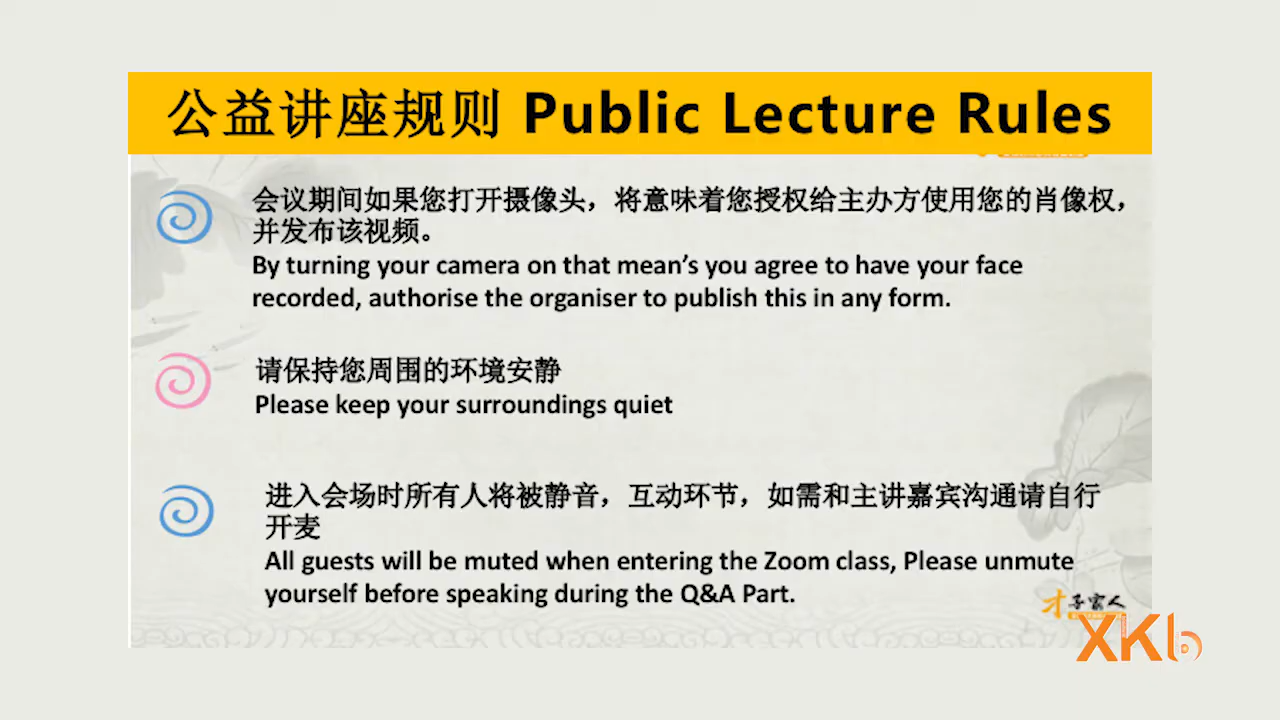 公益讲座规则 Public Lecture Rules
会议期间如果您打开摄像头，将意味着您授权给主办方使用您的肖像权，
并发布该视频。
By turning your camera on that mean’s you agree to have your face
recorded, authorise the organiser to publish this in any form.
请保持您周围的环境安静
Please keep your surroundings quiet
进入会场时所有人将被静音，互动环节，如需和主讲嘉宾沟通请自行
开麦
All guests will be muted when entering the Zoom class, Please unmute
yourself before speaking during the Q&A Part.
才子富人
XKb